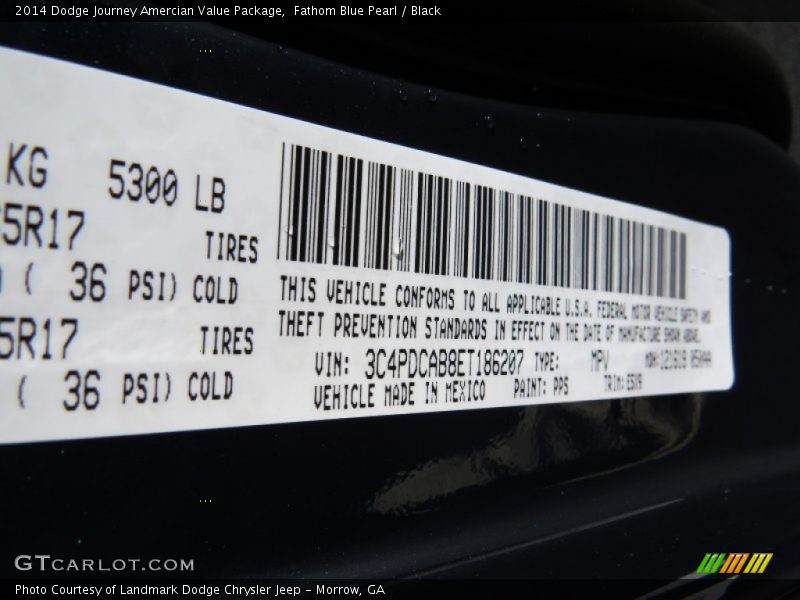 2014 Dodge Journey Amercian Value Package,  Fathom Blue Pearl / Black
KG 5300 LB
5R17 TIRES
( 36 PSI) COLD
5R17 TIRES
( 36 PSI) COLD
THIS VEHICLE CONFORMS TO ALL APPLICABLE U.S.A. FEDERAL MOTOR VEHICLE SAFETY AND
THEFT PREVENTION STANDARDS IN EFFECT ON THE DATE OF MANUFACTURE SHOWN ABOVE.
VIN: 3C4PDCAB8ET186207 TYPE: MPV
VEHICLE MADE IN MEXICO PAINT: PPS TRIM:
GTCARLOT.COM
Photo Courtesy of Landmark Dodge Chrysler Jeep - Morrow, GA